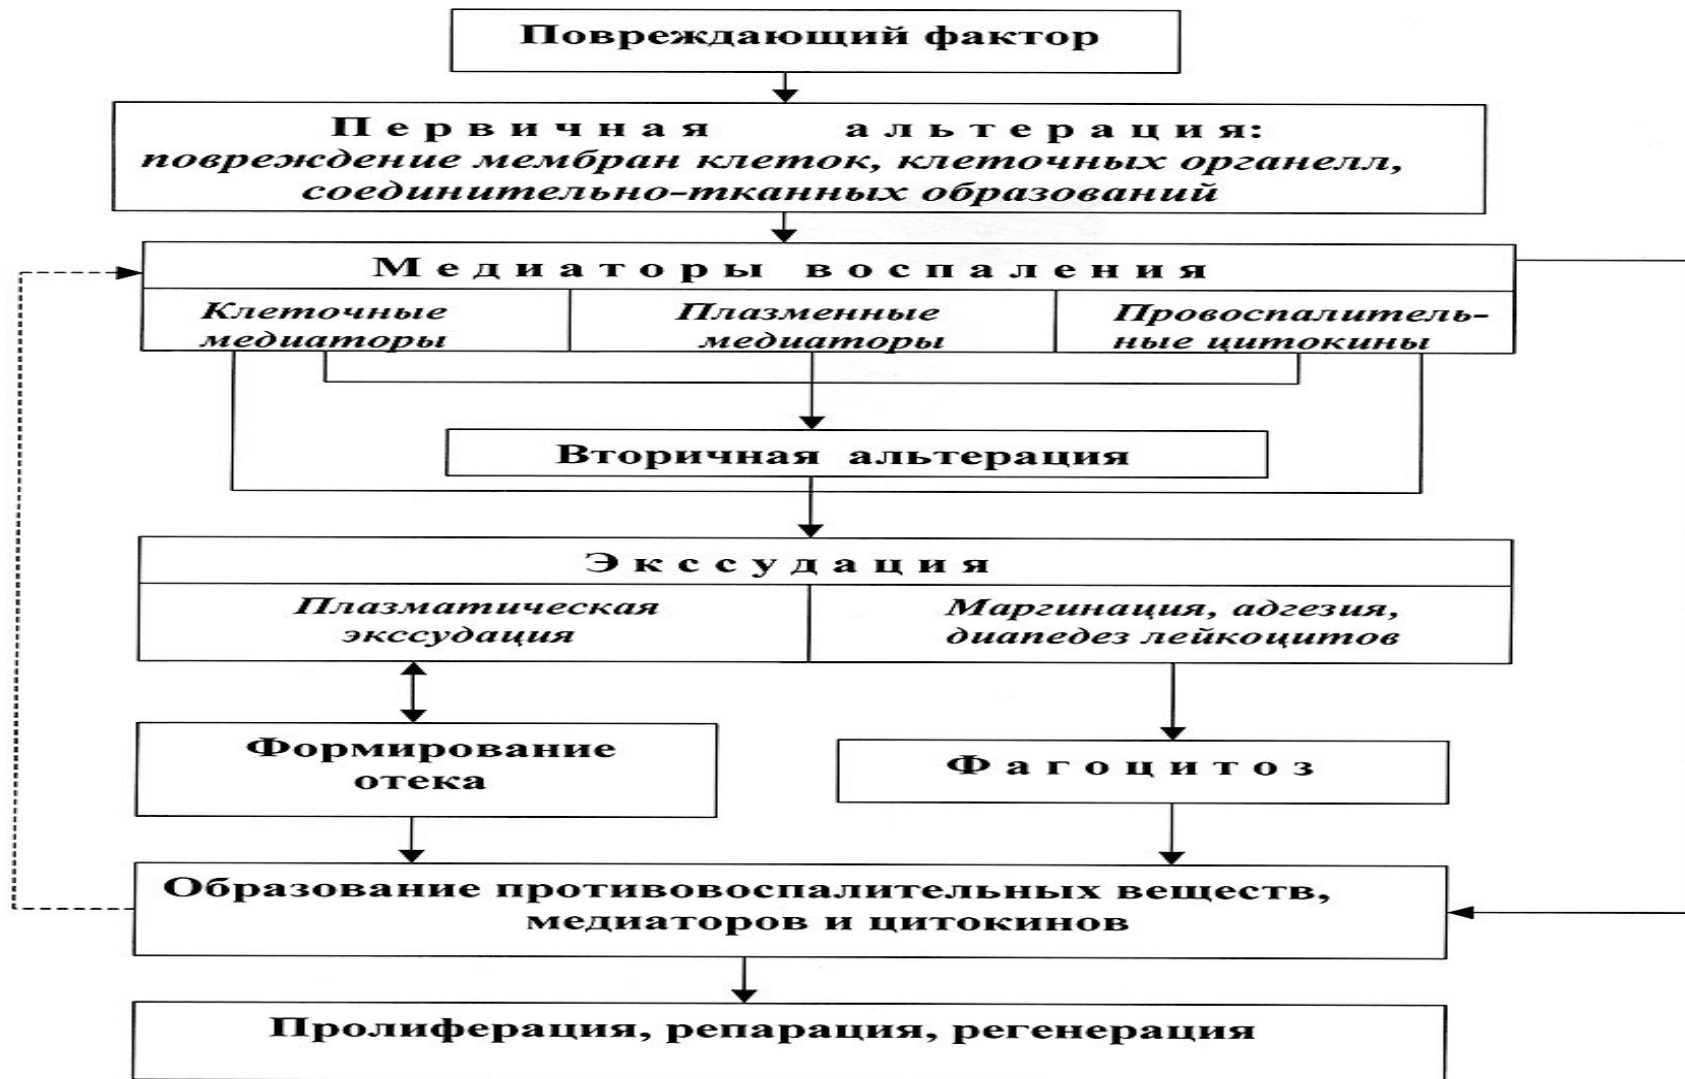 Повреждающий фактор
Первичная альтерация:
повреждение мембран клеток, клеточных органелл,
соединительно-тканных образований
Медиаторы воспаления
Клеточные
медиаторы
Плазменные
медиаторы
Провоспалитель-
ные цитокины
Вторичная альтерация
Экссудация
Плазматическая
экссудация
Маргинация, адгезия,
диапедез лейкоцитов
Формирование
отека
Фагоцитоз
Образование противовоспалительных веществ,
медиаторов и цитокинов
Пролиферация, репарация, регенерация